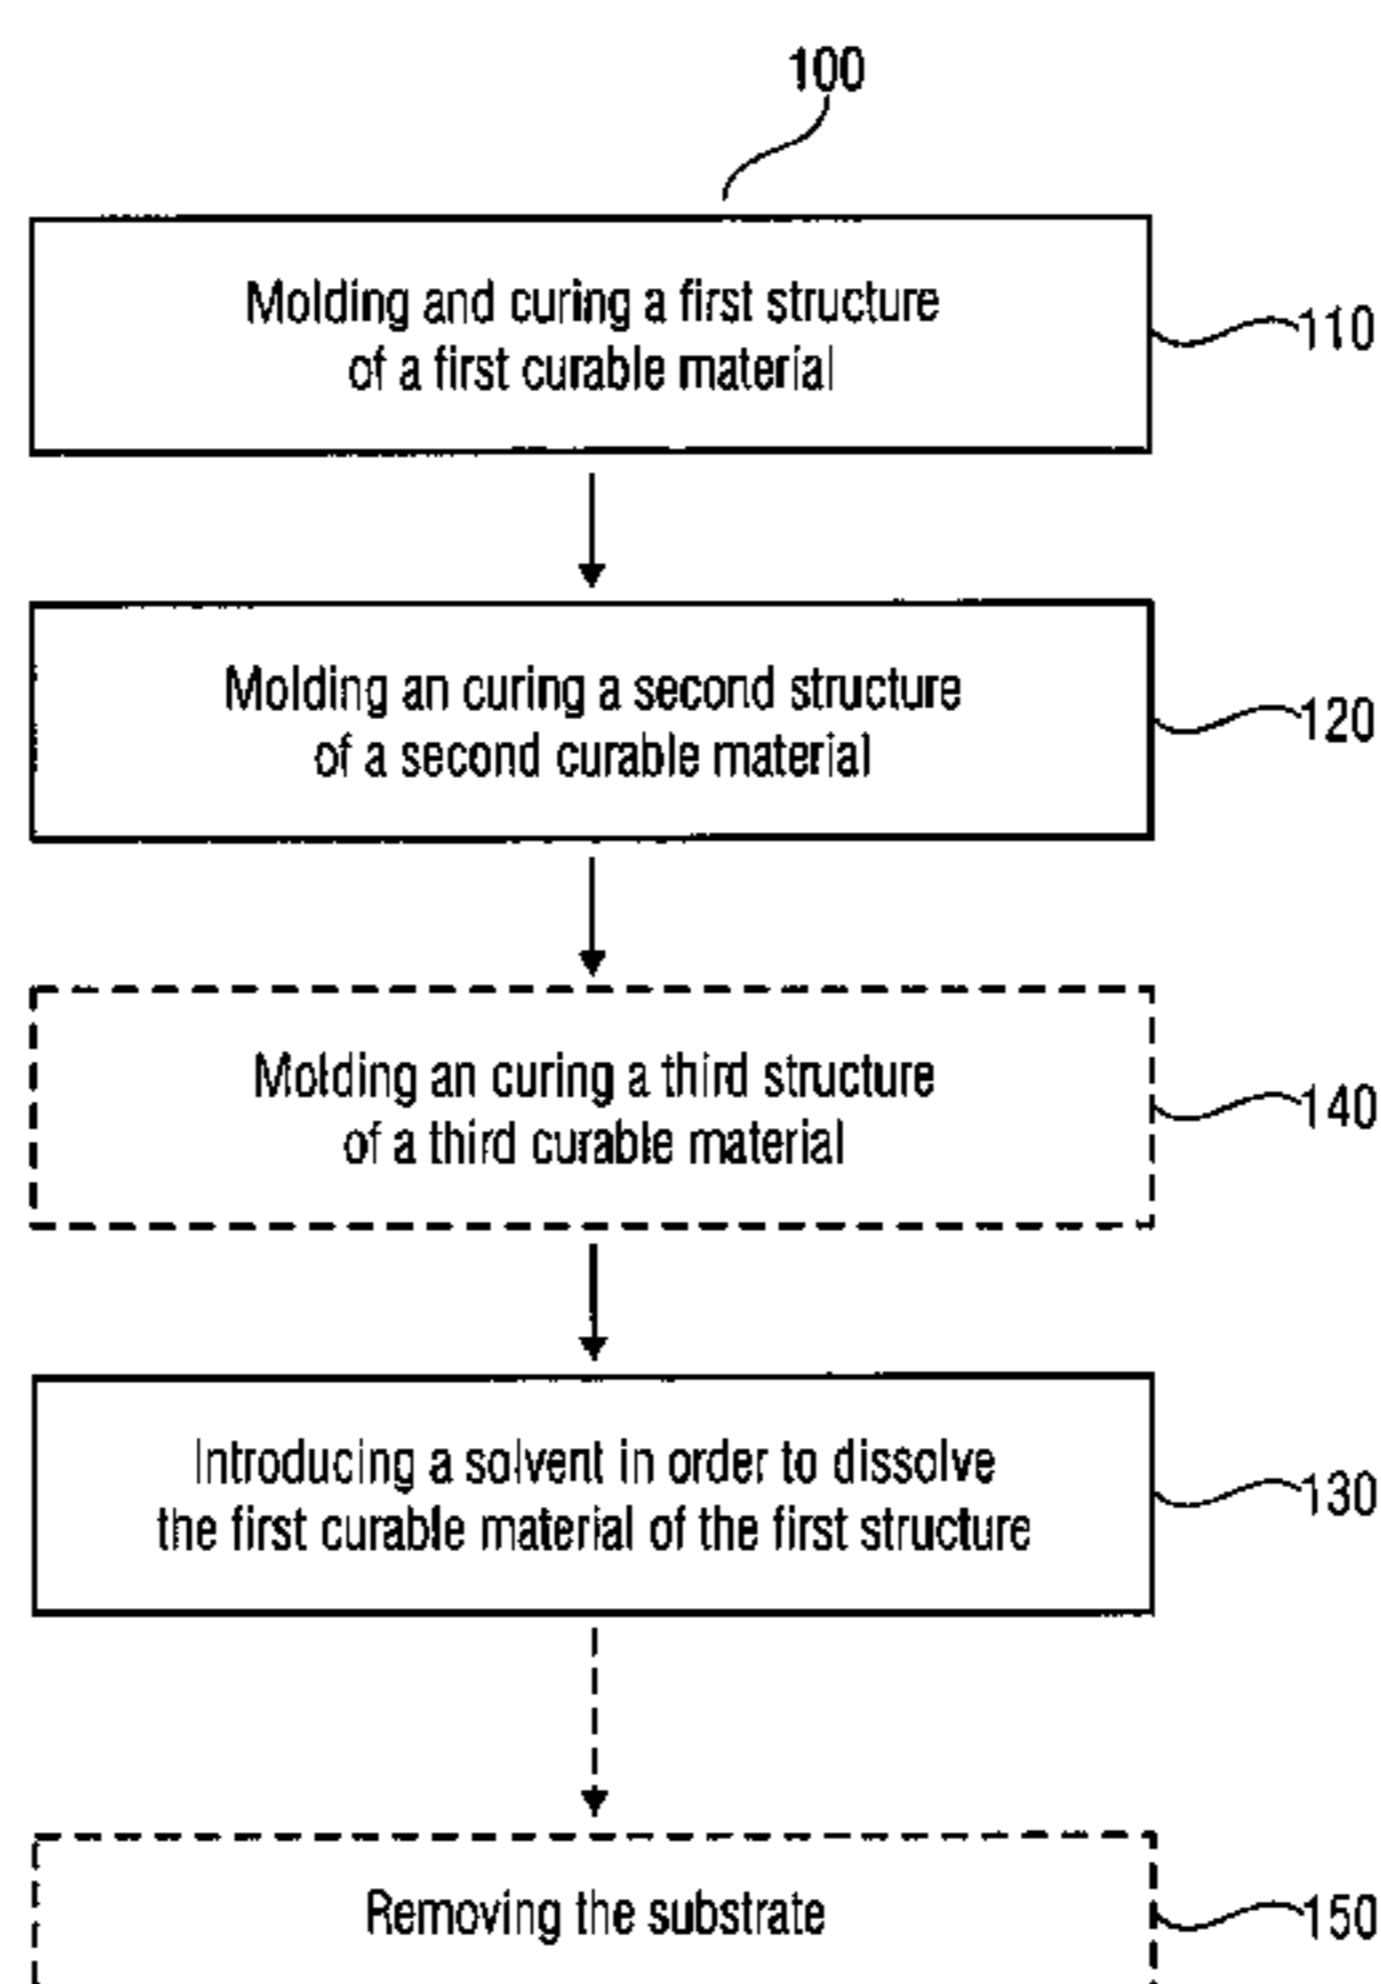 100
Molding and curing a first structure
of a first curable material
110
Molding an curing a second structure
of a second curable material
120
Molding an curing a third structure
of a third curable material
140
Introducing a solvent in order to dissolve
the first curable material of the first structure
130
Removing the substrate
150